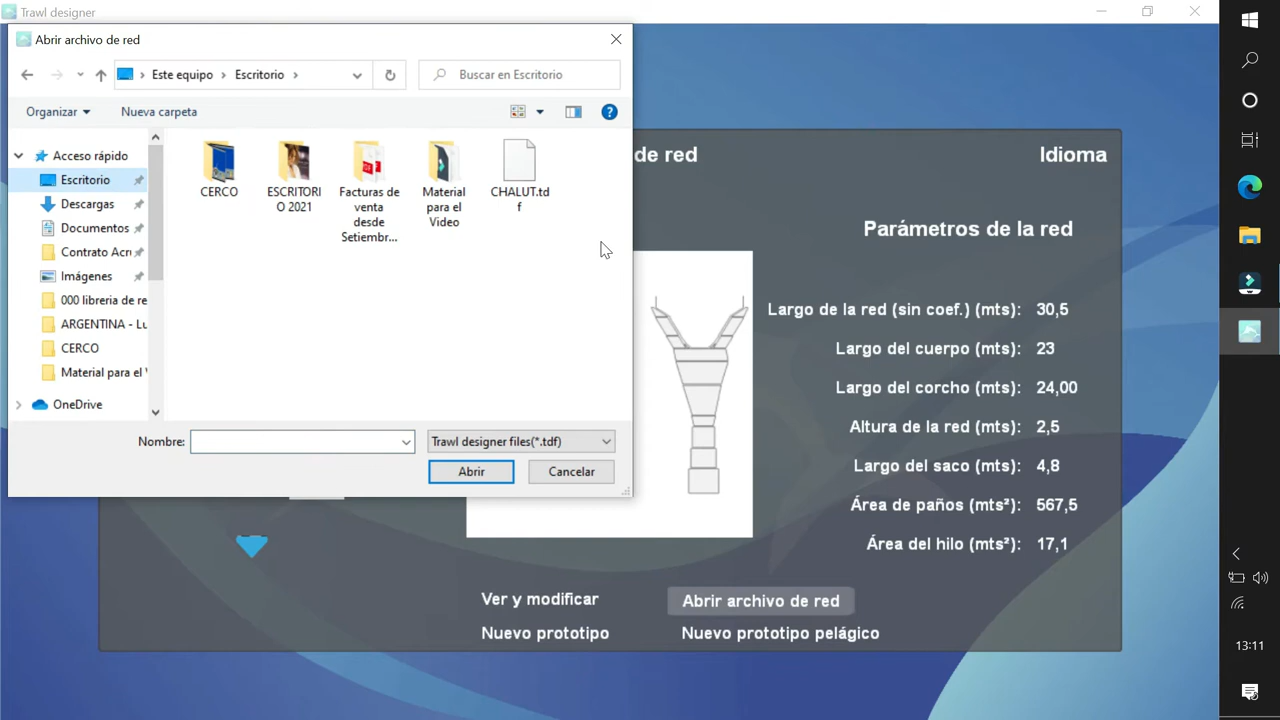 Trawl designer
Abrir archivo de red
Este equipo
Escritorio
Buscar en Escritorio
Organizar
Nueva carpeta
Acceso rápido
Escritorio
Descargas
Documentos
Contrato Acr
Imágenes
000 libreria de re
ARGENTINA - Lu
CERCO
Material para el V
OneDrive
CERCO
ESCRITORI
O 2021
Facturas de
venta
desde
Setiembr...
Material
para el
Video
CHALUT.td
f
Nombre:
Trawl designer files(*.tdf)
Abrir
Cancelar
de red
Idioma
Parámetros de la red
Largo de la red (sin coef.) (mts): 30,5
Largo del cuerpo (mts): 23
Largo del corcho (mts): 24,00
Altura de la red (mts): 2,5
Largo del saco (mts): 4,8
Área de paños (mts²): 567,5
Área del hilo (mts²): 17,1
Ver y modificar
Abrir archivo de red
Nuevo prototipo
Nuevo prototipo pelágico
13:11